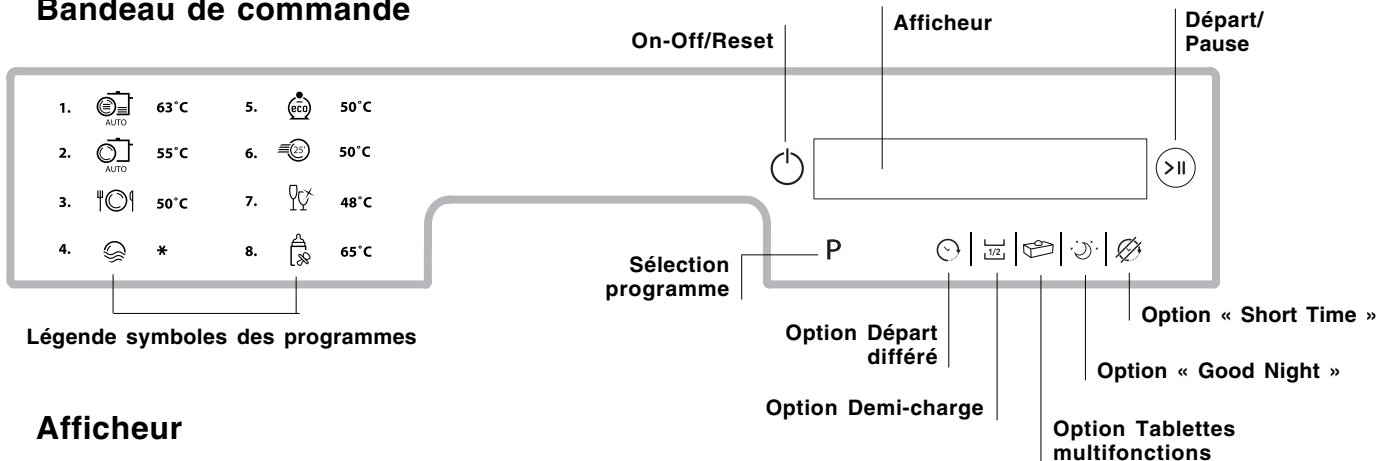 Bandeau de commande
On-Off/Reset
Afficheur
Départ/
Pause
1. AUTO 63°C
2. AUTO 55°C
3. 50°C
4. *
5. eco 50°C
6. 25' 50°C
7. 48°C
8. 65°C
P
1/2
Légende symboles des programmes
Sélection
programme
Option Départ
différé
Option Demi-charge
Option Tablettes
multifonctions
Option « Good Night »
Option « Short Time »
Afficheur